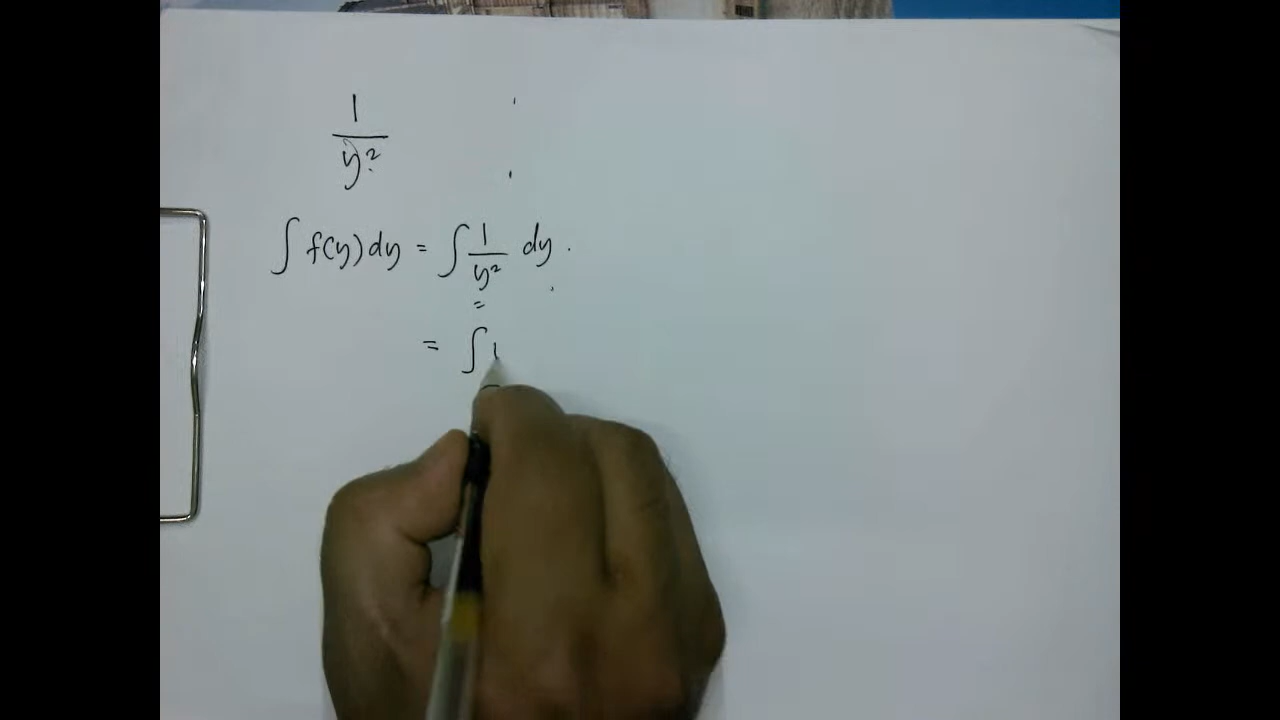 1/y²
∫ f(y) dy = ∫ 1/y² dy.
=
= ∫ 1